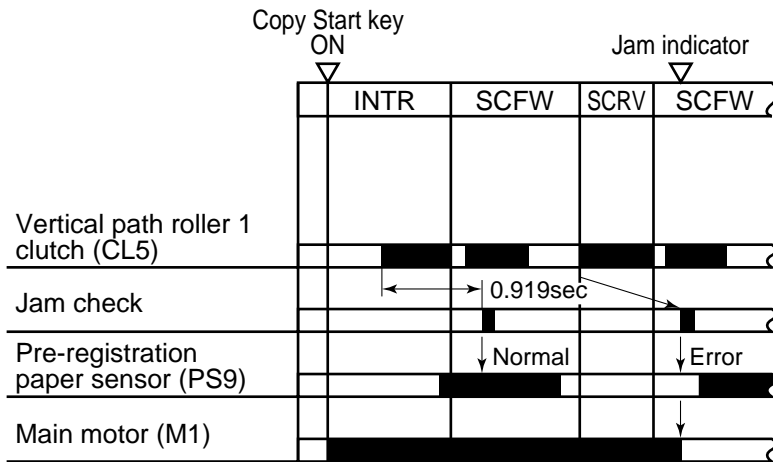 Copy Start key
ON
Jam indicator
INTR
SCFW
SCRV
SCFW
Vertical path roller 1
clutch (CL5)
0.919sec
Jam check
Normal
Error
Pre-registration
paper sensor (PS9)
Main motor (M1)